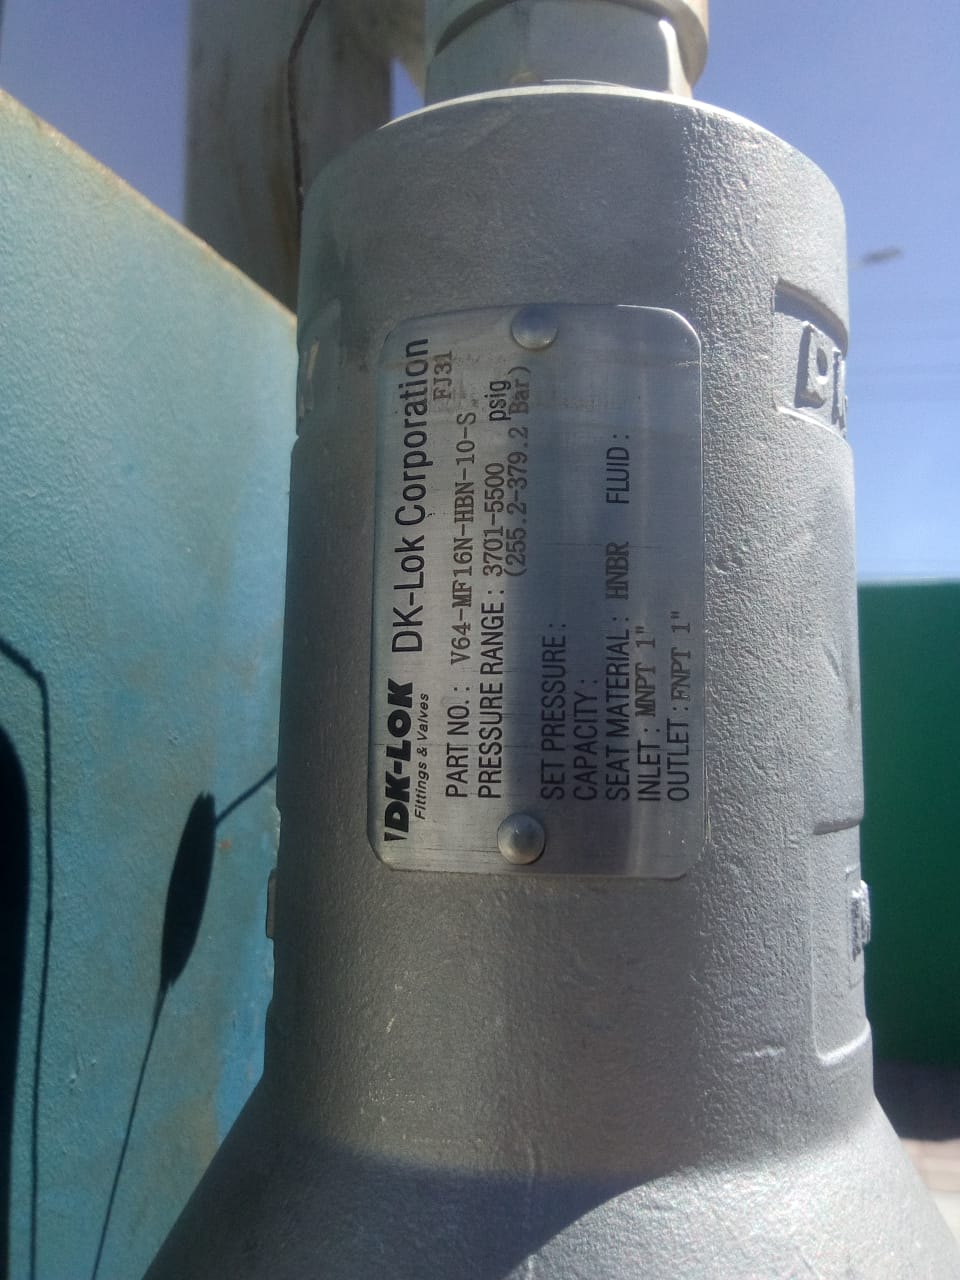 DK-LOK DK-Lok Corporation
Fittings & Valves FJ31
PART NO.: V64-MF16N-HBN-10-S
PRESSURE RANGE: 3701-5500 psig
(255.2-379.2 Bar)
SET PRESSURE:
CAPACITY:
SEAT MATERIAL: HNBR FLUID:
INLET: MNPT 1"
OUTLET: FNPT 1"